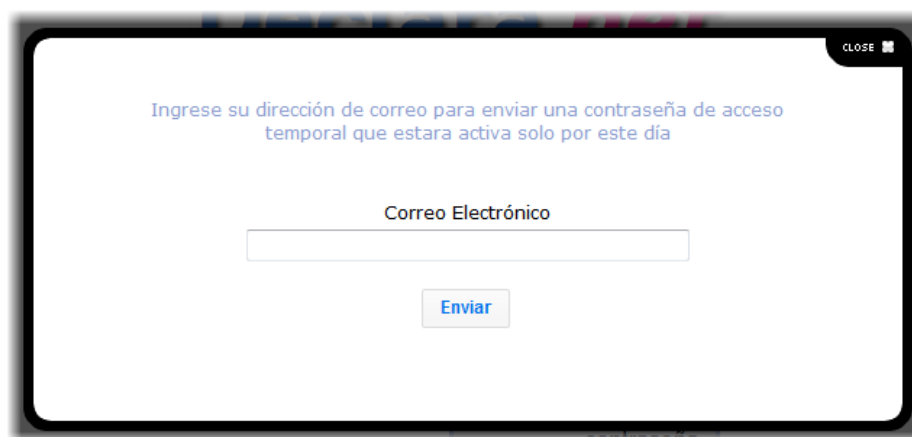 CLOSE
Ingrese su dirección de correo para enviar una contraseña de acceso
temporal que estara activa solo por este día
Correo Electrónico
Enviar